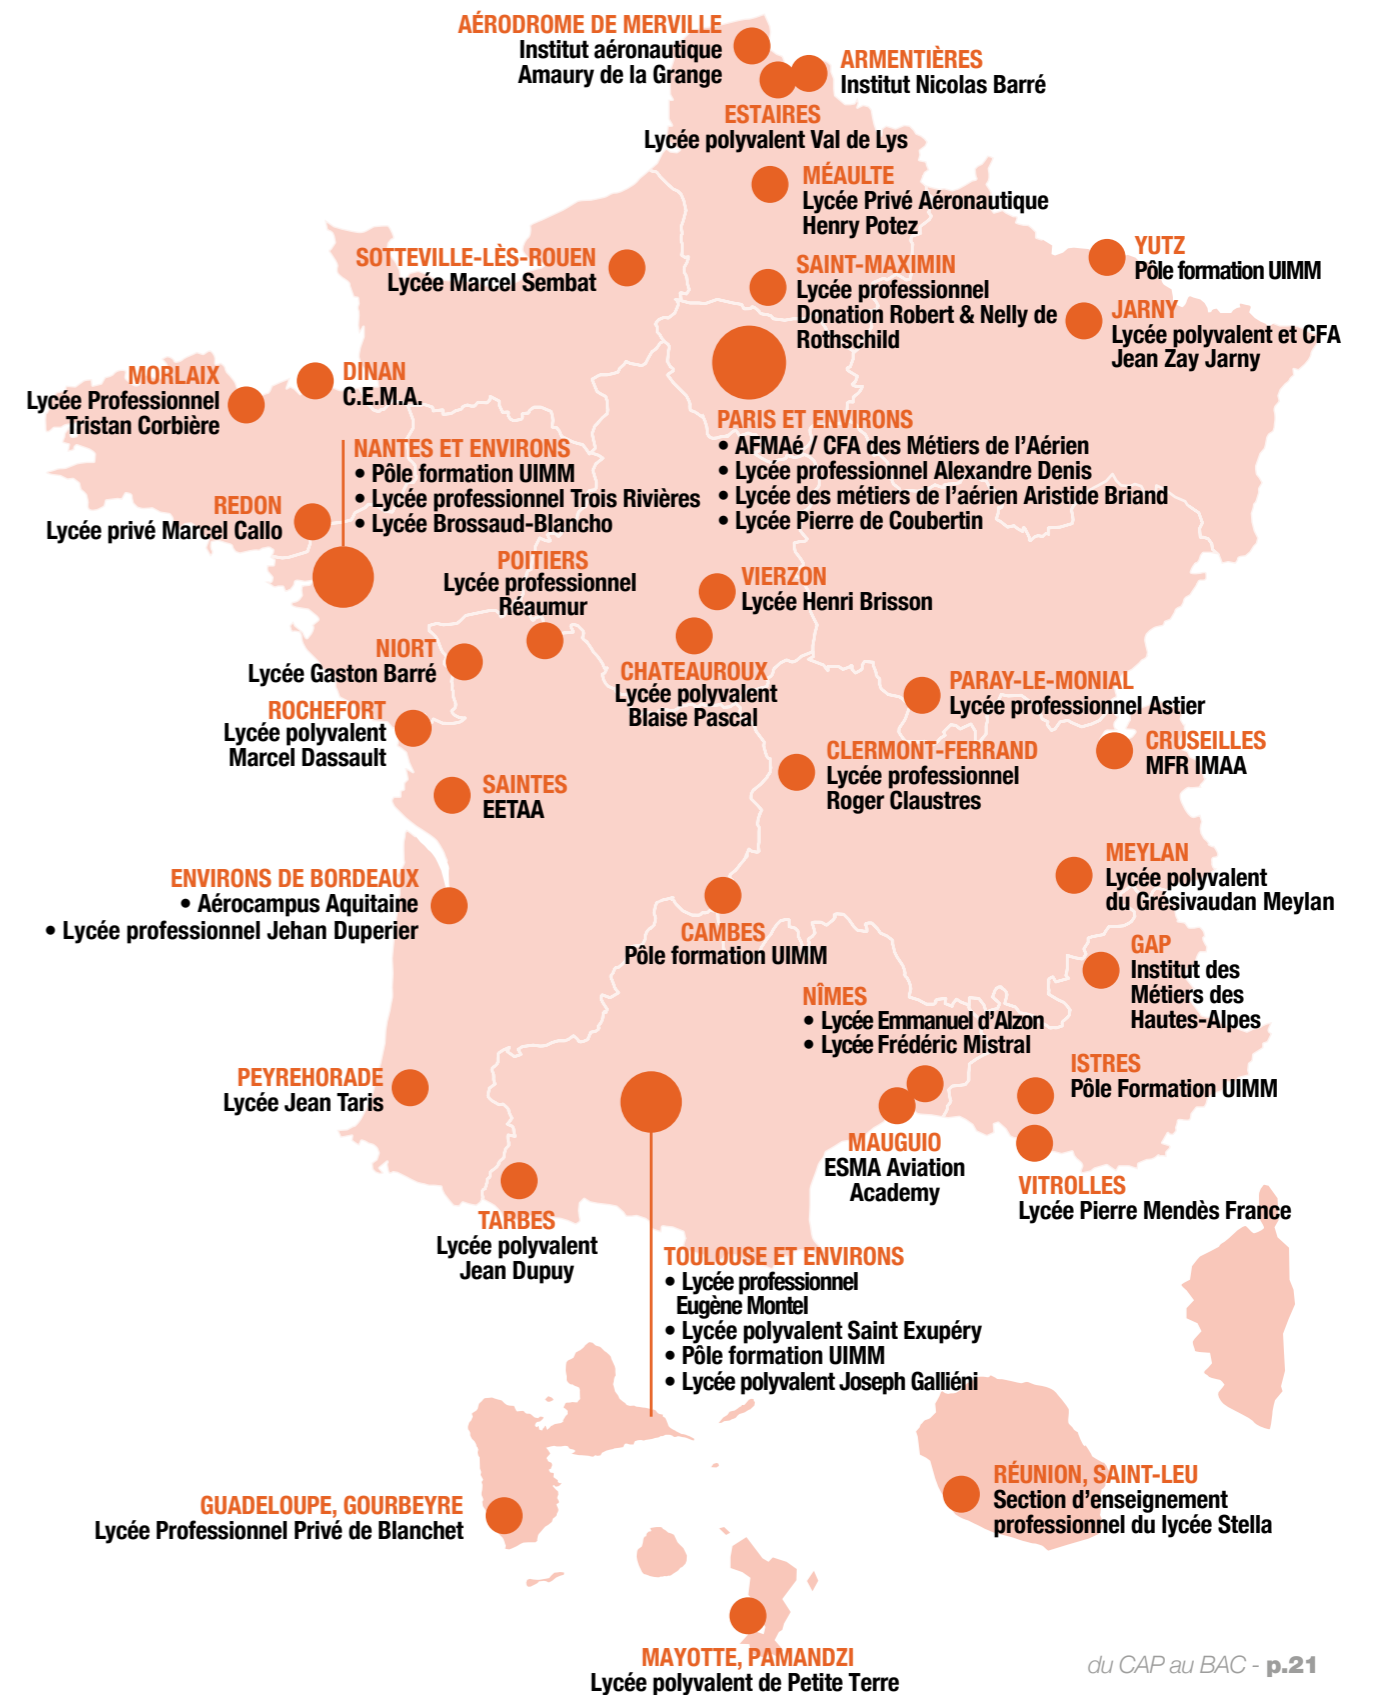 AÉRODROME DE MERVILLE
Institut aéronautique
Amaury de la Grange
ARMENTIÈRES
Institut Nicolas Barré
ESTAIRES
Lycée polyvalent Val de Lys
MÉAULTE
Lycée Privé Aéronautique
Henry Potez
SOTTEVILLE-LÈS-ROUEN
Lycée Marcel Sembat
SAINT-MAXIMIN
Lycée professionnel
Donation Robert & Nelly de
Rothschild
YUTZ
Pôle formation UIMM
JARNY
Lycée polyvalent et CFA
Jean Zay Jarny
MORLAIX
Lycée Professionnel
Tristan Corbière
DINAN
C.E.M.A.
NANTES ET ENVIRONS
• Pôle formation UIMM
• Lycée professionnel Trois Rivières
• Lycée Brossaud-Blancho
PARIS ET ENVIRONS
• AFMAé / CFA des Métiers de l'Aérien
• Lycée professionnel Alexandre Denis
• Lycée des métiers de l'aérien Aristide Briand
• Lycée Pierre de Coubertin
REDON
Lycée privé Marcel Callo
POITIERS
Lycée professionnel
Réaumur
VIERZON
Lycée Henri Brisson
NIORT
Lycée Gaston Barré
CHATEAUROUX
Lycée polyvalent
Blaise Pascal
PARAY-LE-MONIAL
Lycée professionnel Astier
ROCHEFORT
Lycée polyvalent
Marcel Dassault
CLERMONT-FERRAND
Lycée professionnel
Roger Claustres
CRUSEILLES
MFR IMAA
SAINTES
EETAA
MEYLAN
Lycée polyvalent
du Grésivaudan Meylan
ENVIRONS DE BORDEAUX
• Aérocampus Aquitaine
• Lycée professionnel Jehan Duperier
CAMBES
Pôle formation UIMM
GAP
Institut des
Métiers des
Hautes-Alpes
NÎMES
• Lycée Emmanuel d'Alzon
• Lycée Frédéric Mistral
PEYREHORADE
Lycée Jean Taris
ISTRES
Pôle Formation UIMM
MAUGUIO
ESMA Aviation
Academy
VITROLLES
Lycée Pierre Mendès France
TARBES
Lycée polyvalent
Jean Dupuy
TOULOUSE ET ENVIRONS
• Lycée professionnel
Eugène Montel
• Lycée polyvalent Saint Exupéry
• Pôle formation UIMM
• Lycée polyvalent Joseph Galliéni
GUADELOUPE, GOURBEYRE
Lycée Professionnel Privé de Blanchet
RÉUNION, SAINT-LEU
Section d'enseignement
professionnel du lycée Stella
MAYOTTE, PAMANDZI
Lycée polyvalent de Petite Terre
du CAP au BAC - p.21